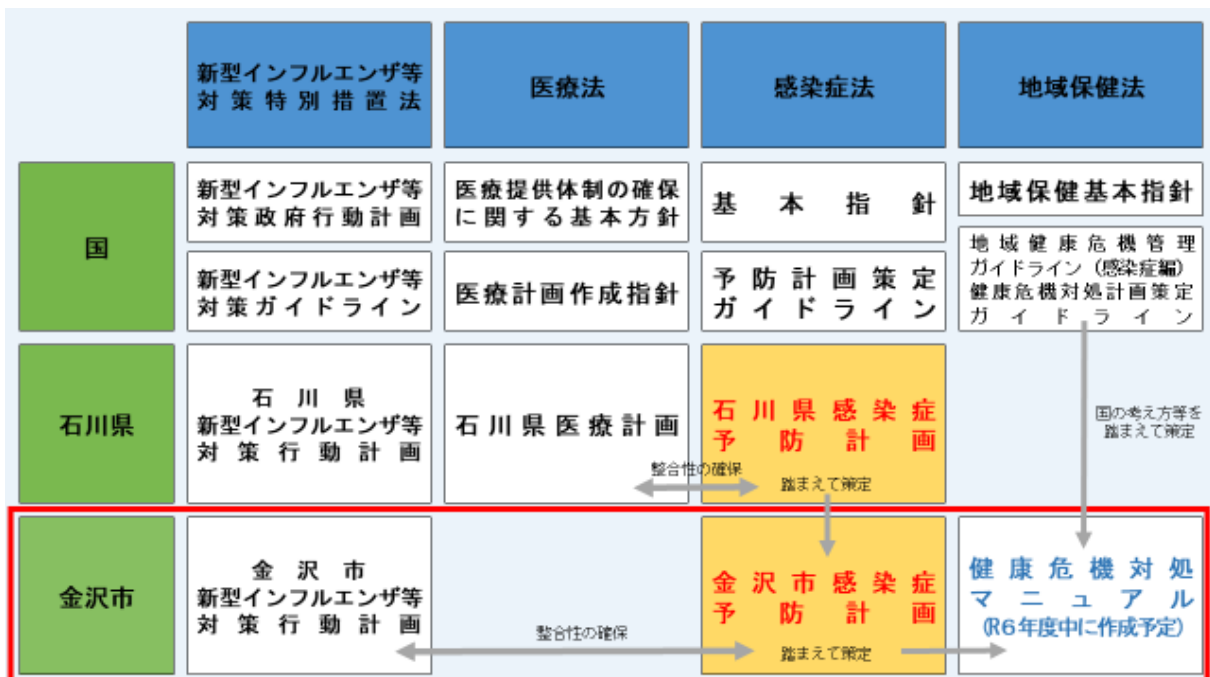 新型インフルエンザ等
対策特別措置法
医療法
感染症法
地域保健法
国
新型インフルエンザ等
対策政府行動計画
医療提供体制の確保
に関する基本方針
基本指針
地域保健基本指針
新型インフルエンザ等
対策ガイドライン
医療計画作成指針
予防計画策定
ガイドライン
地域健康危機管理
ガイドライン(感染症編)
健康危機対処計画策定
ガイドライン
石川県
石川県
新型インフルエンザ等
対策行動計画
石川県医療計画
石川県感染症
予防計画
国の考え方等を
踏まえて策定
整合性の確保
踏まえて策定
金沢市
金沢市
新型インフルエンザ等
対策行動計画
整合性の確保
金沢市感染症
予防計画
踏まえて策定
健康危機対処
マニュアル
(R6年度中に作成予定)